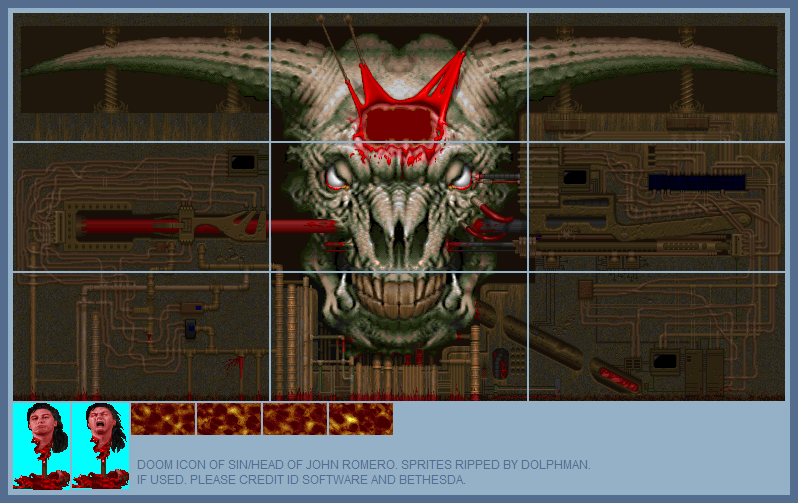 DOOM ICON OF SIN/HEAD OF JOHN ROMERO. SPRITES RIPPED BY DOLPHMAN.
IF USED. PLEASE CREDIT ID SOFTWARE AND BETHESDA.